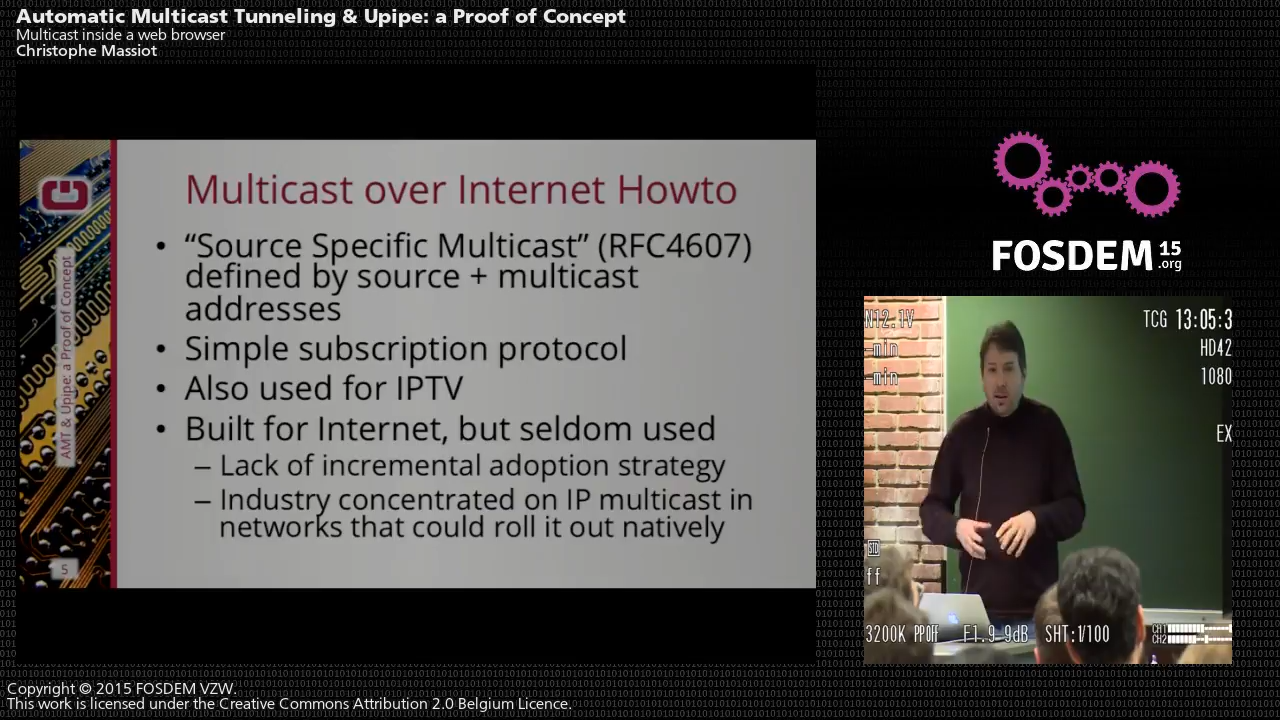 Automatic Multicast Tunneling & Upipe: a Proof of Concept
Multicast inside a web browser
Christophe Massiot
Multicast over Internet Howto
• “Source Specific Multicast” (RFC4607)
defined by source + multicast
addresses
• Simple subscription protocol
• Also used for IPTV
• Built for Internet, but seldom used
– Lack of incremental adoption strategy
– Industry concentrated on IP multicast in
networks that could roll it out natively
AMT & Upipe: a Proof of Concept
5
FOSDEM 15
.org
N12.1V
TCG 13:05:3
-min
HD42
-min
1080
EX
STD
ff
3200K PPOFF F1.9 9dB SHT:1/100
CH1
CH2
Copyright © 2015 FOSDEM VZW.
This work is licensed under the Creative Commons Attribution 2.0 Belgium Licence.